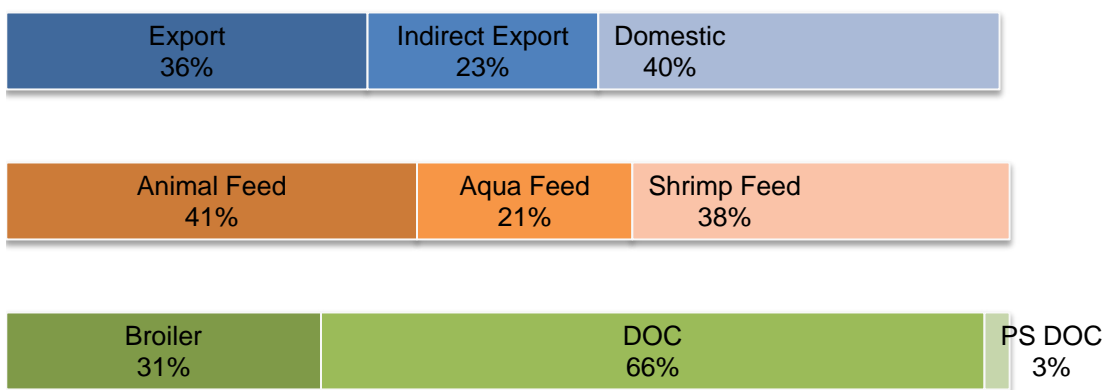 Export Indirect Export Domestic
36% 23% 40%
Animal Feed Aqua Feed Shrimp Feed
41% 21% 38%
Broiler DOC PS DOC
31% 66% 3%